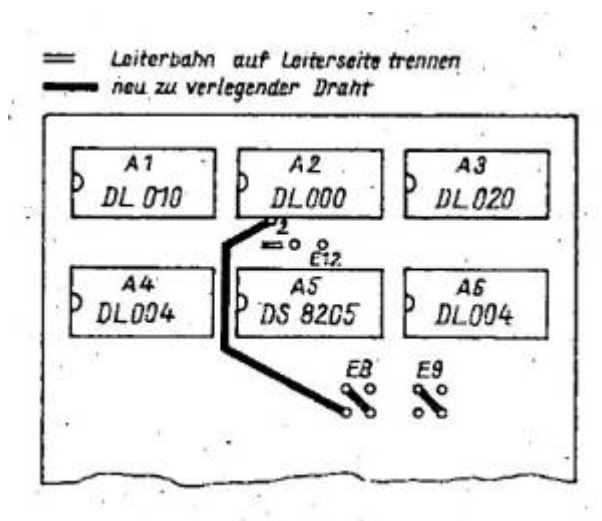 Leiterbahn auf Leiterseite trennen
neu zu verlegender Draht
A1
DL 010
A2
DL000
A3
DL020
2
E12
A4
DL004
A5
DS 8205
A6
DL004
E8
E9